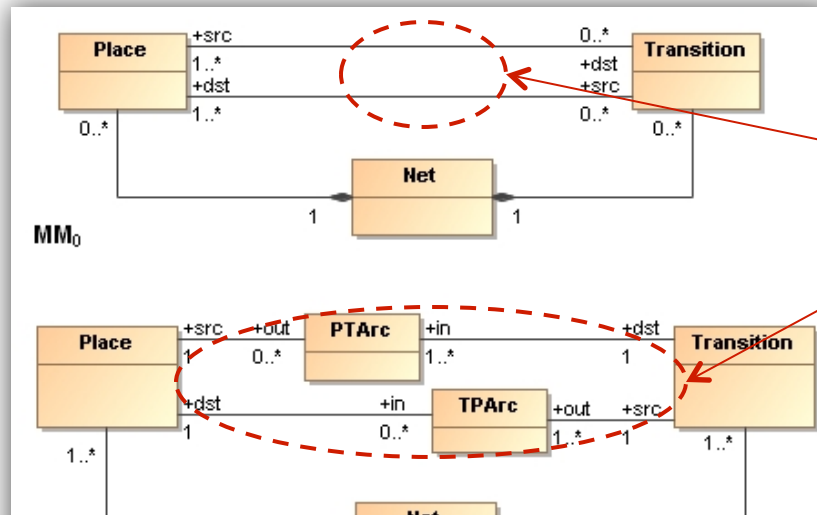 +src
0..*
Place
Transition
1..*
+dst
+dst
+src
1..*
0..*
0..*
0..*
Net
1
1
MM₀
+src
+out
PTArc
+in
+dst
Place
Transition
1
0..*
1..*
1
+dst
+in
TPArc
+out
+src
1
0..*
1..*
1
1..*
1..*
Net